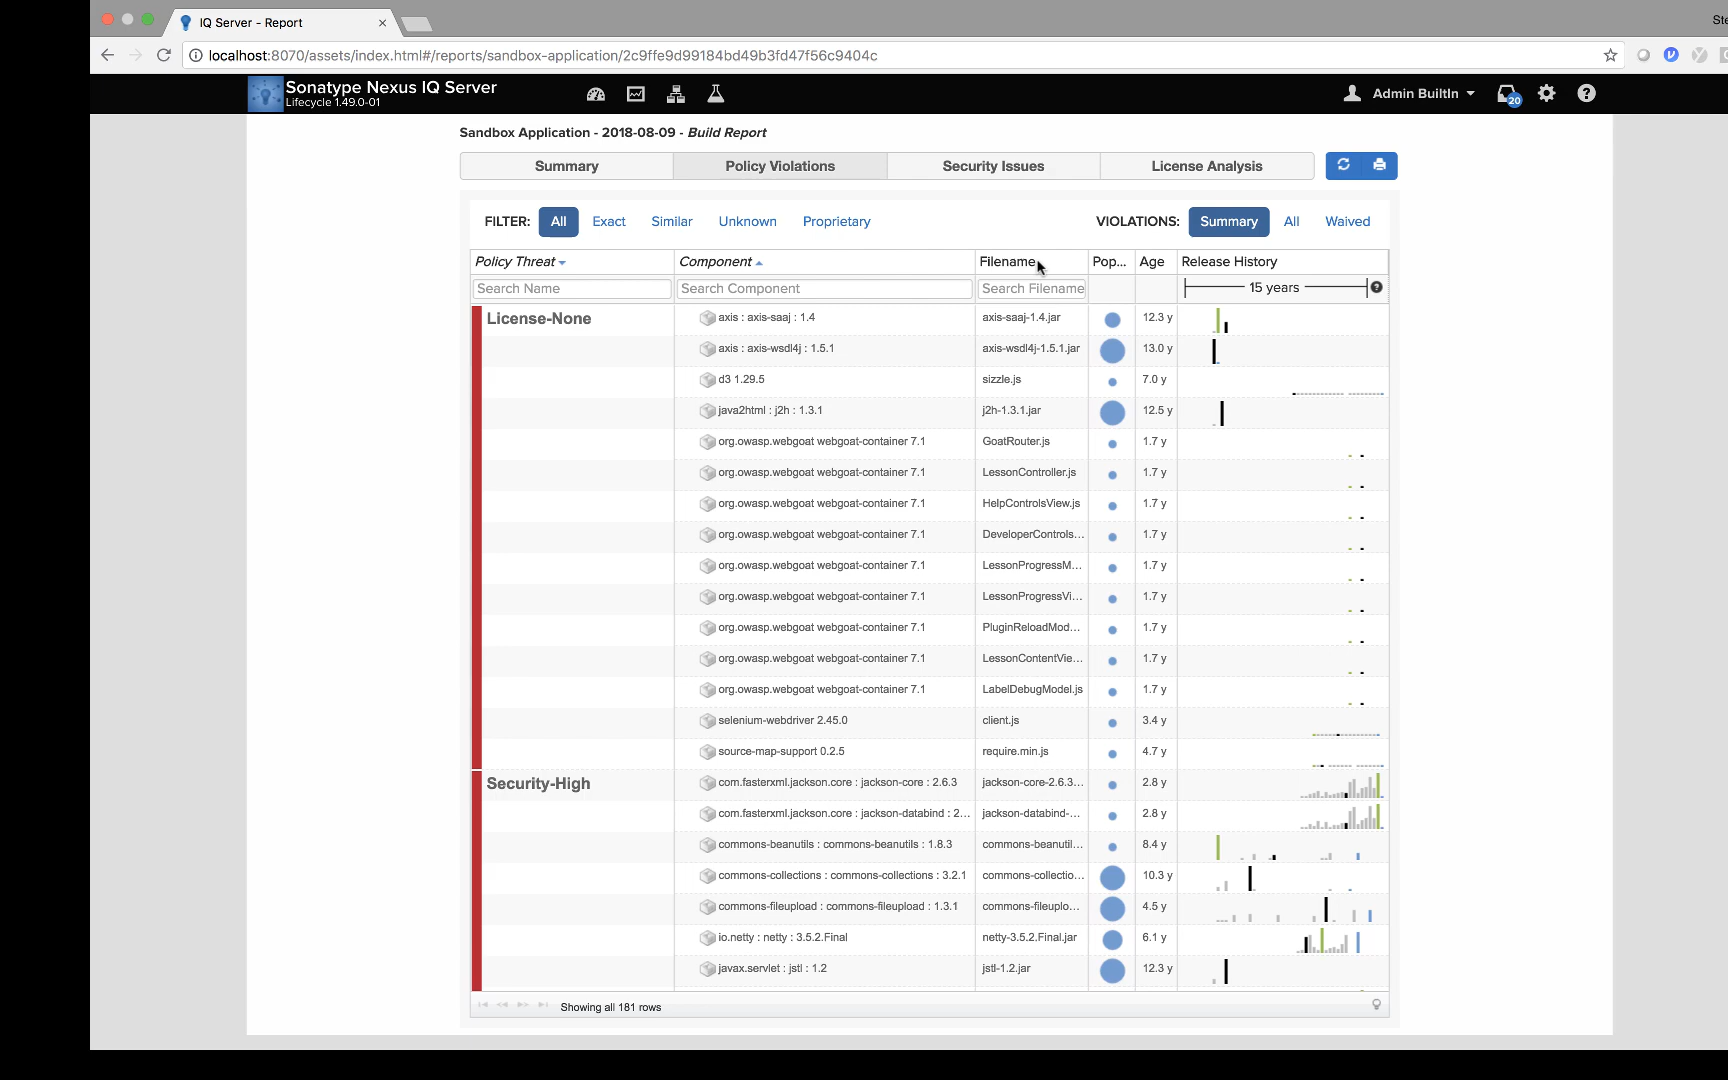 IQ Server - Report
Ste
localhost:8070/assets/index.html#/reports/sandbox-application/2c9ffe9d99184bd49b3fd47f56c9404c
Sonatype Nexus IQ Server
Lifecycle 1.49.0-01
Admin BuiltIn
20
Sandbox Application - 2018-08-09 - Build Report
Summary Policy Violations Security Issues License Analysis
FILTER: All Exact Similar Unknown Proprietary VIOLATIONS: Summary All Waived
Policy Threat Component Filename Pop... Age Release History
Search Name Search Component Search Filename 15 years
License-None axis : axis-saaj : 1.4 axis-saaj-1.4.jar 12.3 y
axis : axis-wsdl4j : 1.5.1 axis-wsdl4j-1.5.1.jar 13.0 y
d3 1.29.5 sizzle.js 7.0 y
java2html : j2h : 1.3.1 j2h-1.3.1.jar 12.5 y
org.owasp.webgoat webgoat-container 7.1 GoatRouter.js 1.7 y
org.owasp.webgoat webgoat-container 7.1 LessonController.js 1.7 y
org.owasp.webgoat webgoat-container 7.1 HelpControlsView.js 1.7 y
org.owasp.webgoat webgoat-container 7.1 DeveloperControls... 1.7 y
org.owasp.webgoat webgoat-container 7.1 LessonProgressM... 1.7 y
org.owasp.webgoat webgoat-container 7.1 LessonProgressVi... 1.7 y
org.owasp.webgoat webgoat-container 7.1 PluginReloadMod... 1.7 y
org.owasp.webgoat webgoat-container 7.1 LessonContentVie... 1.7 y
org.owasp.webgoat webgoat-container 7.1 LabelDebugModel.js 1.7 y
selenium-webdriver 2.45.0 client.js 3.4 y
source-map-support 0.2.5 require.min.js 4.7 y
Security-High com.fasterxml.jackson.core : jackson-core : 2.6.3 jackson-core-2.6.3... 2.8 y
com.fasterxml.jackson.core : jackson-databind : 2... jackson-databind-... 2.8 y
commons-beanutils : commons-beanutils : 1.8.3 commons-beanutil... 8.4 y
commons-collections : commons-collections : 3.2.1 commons-collectio... 10.3 y
commons-fileupload : commons-fileupload : 1.3.1 commons-fileuplo... 4.5 y
io.netty : netty : 3.5.2.Final netty-3.5.2.Final.jar 6.1 y
javax.servlet : jstl : 1.2 jstl-1.2.jar 12.3 y
Showing all 181 rows